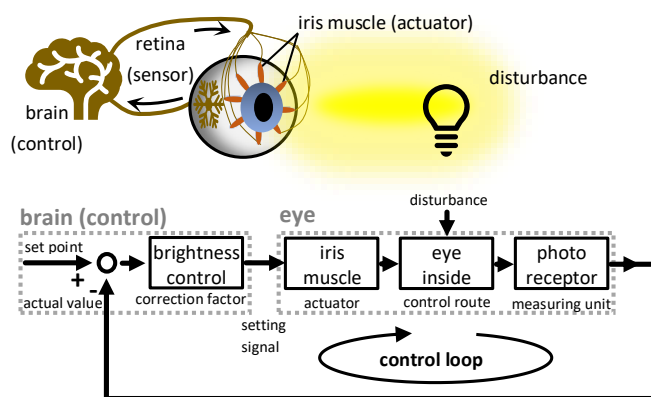 iris muscle (actuator)
retina
(sensor)
disturbance
brain
(control)
disturbance
brain (control)
eye
set point
+
-
brightness
control
iris
muscle
eye
inside
photo
receptor
actual value
correction factor
actuator
control route
measuring unit
setting
signal
control loop